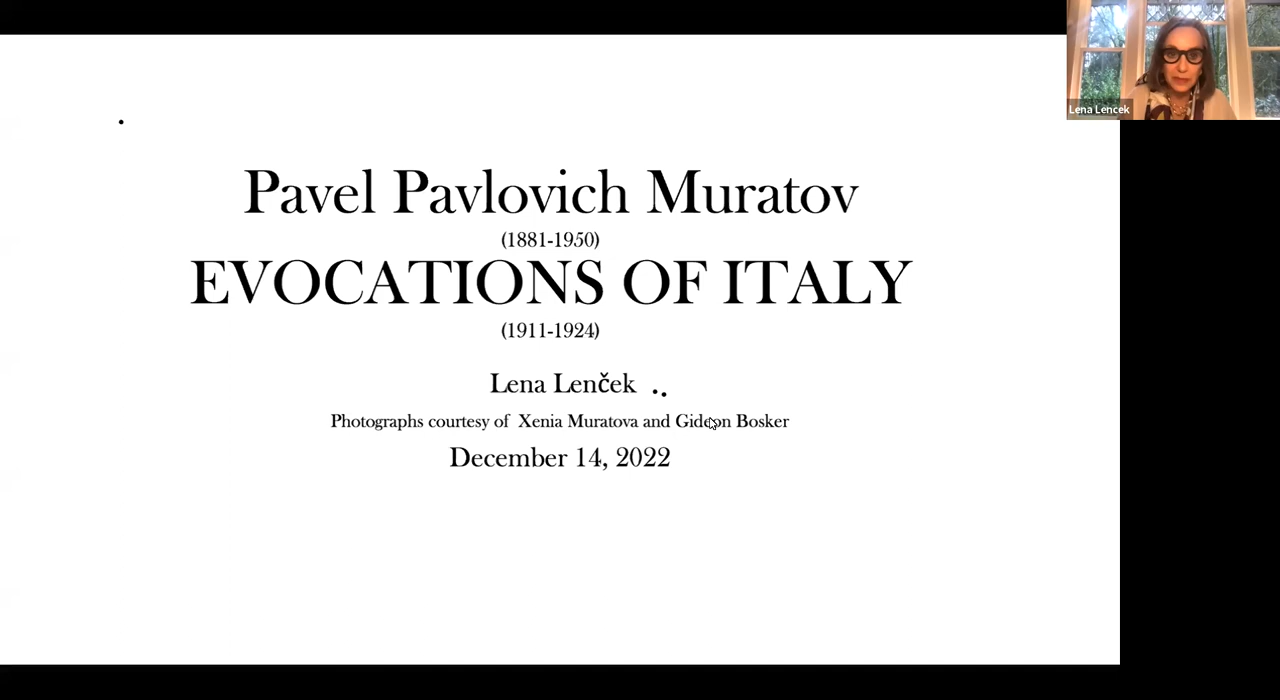 Pavel Pavlovich Muratov
(1881-1950)
EVOCATIONS OF ITALY
(1911-1924)
Lena Lenček
Photographs courtesy of Xenia Muratova and Gideon Bosker
December 14, 2022
Lena Lencek